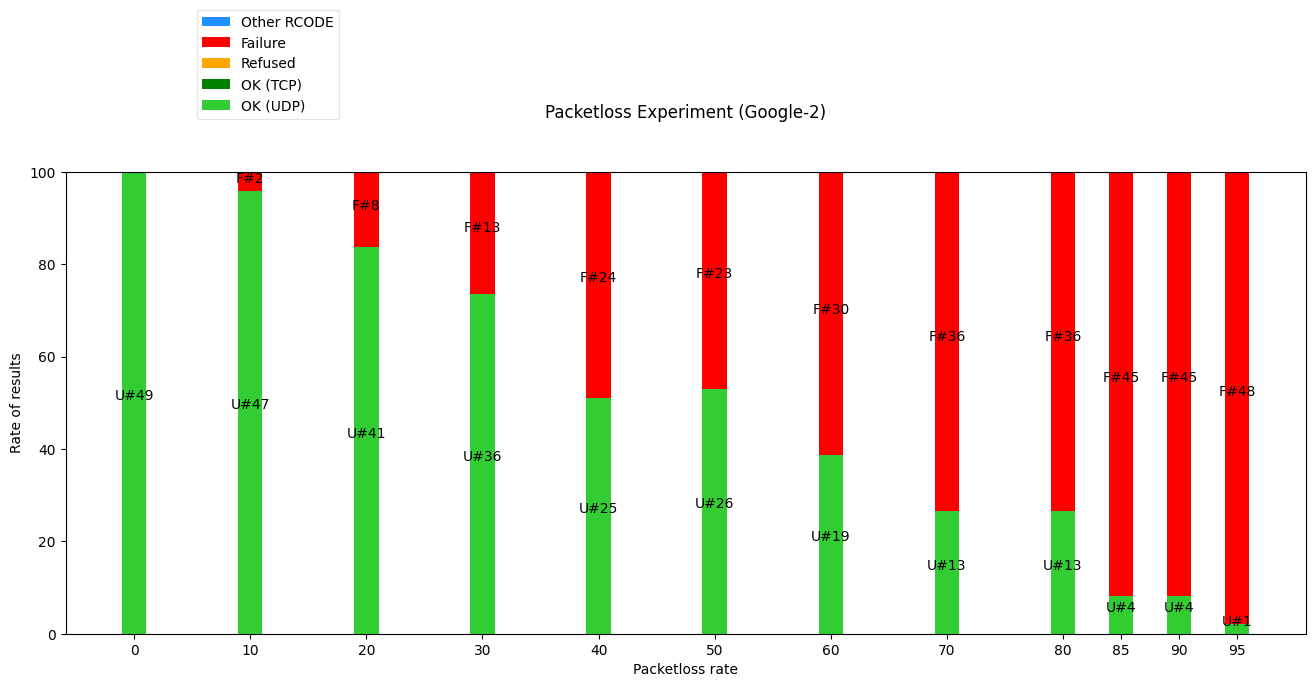 Other RCODE
Failure
Refused
OK (TCP)
OK (UDP)
Packetloss Experiment (Google-2)
Rate of results
100
80
60
40
20
0
F#2
F#8
F#13
F#24
F#23
F#30
F#36
F#36
F#45
F#45
F#48
U#49
U#47
U#41
U#36
U#25
U#26
U#19
U#13
U#13
U#4
U#4
U#1
0 10 20 30 40 50 60 70 80 85 90 95
Packetloss rate